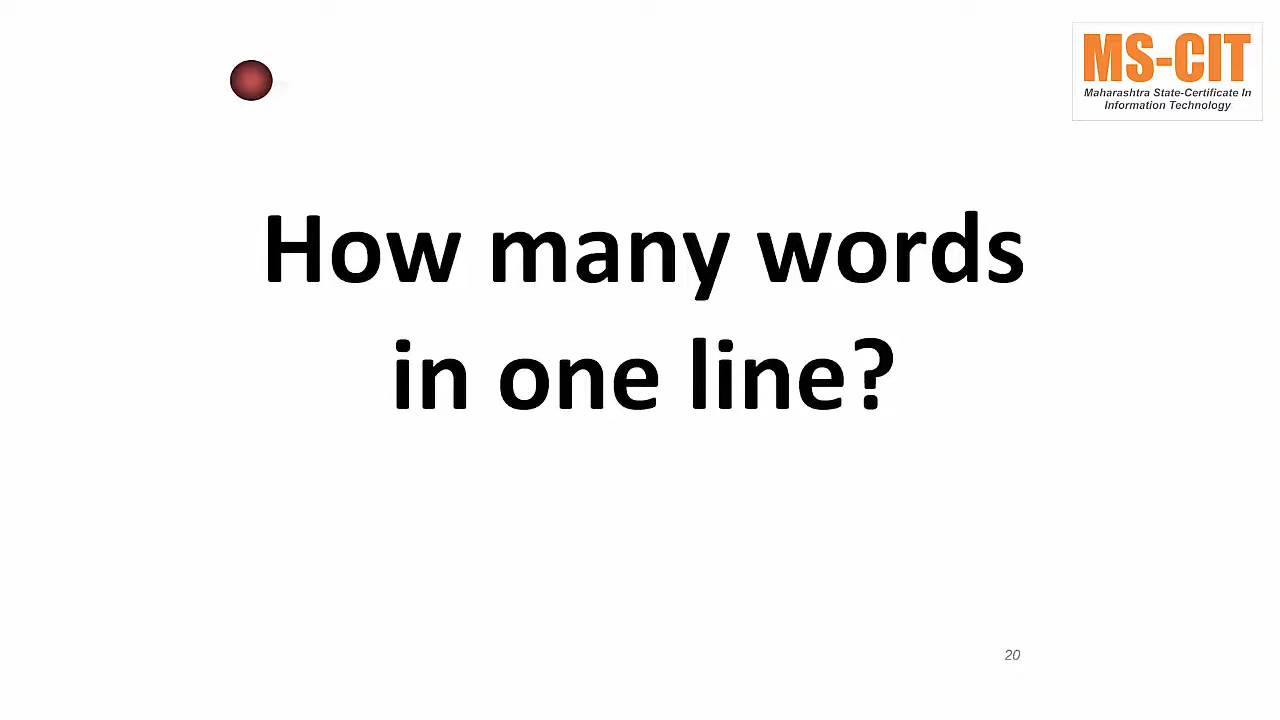 MS-CIT
Maharashtra State-Certificate In
Information Technology
How many words
in one line?
20